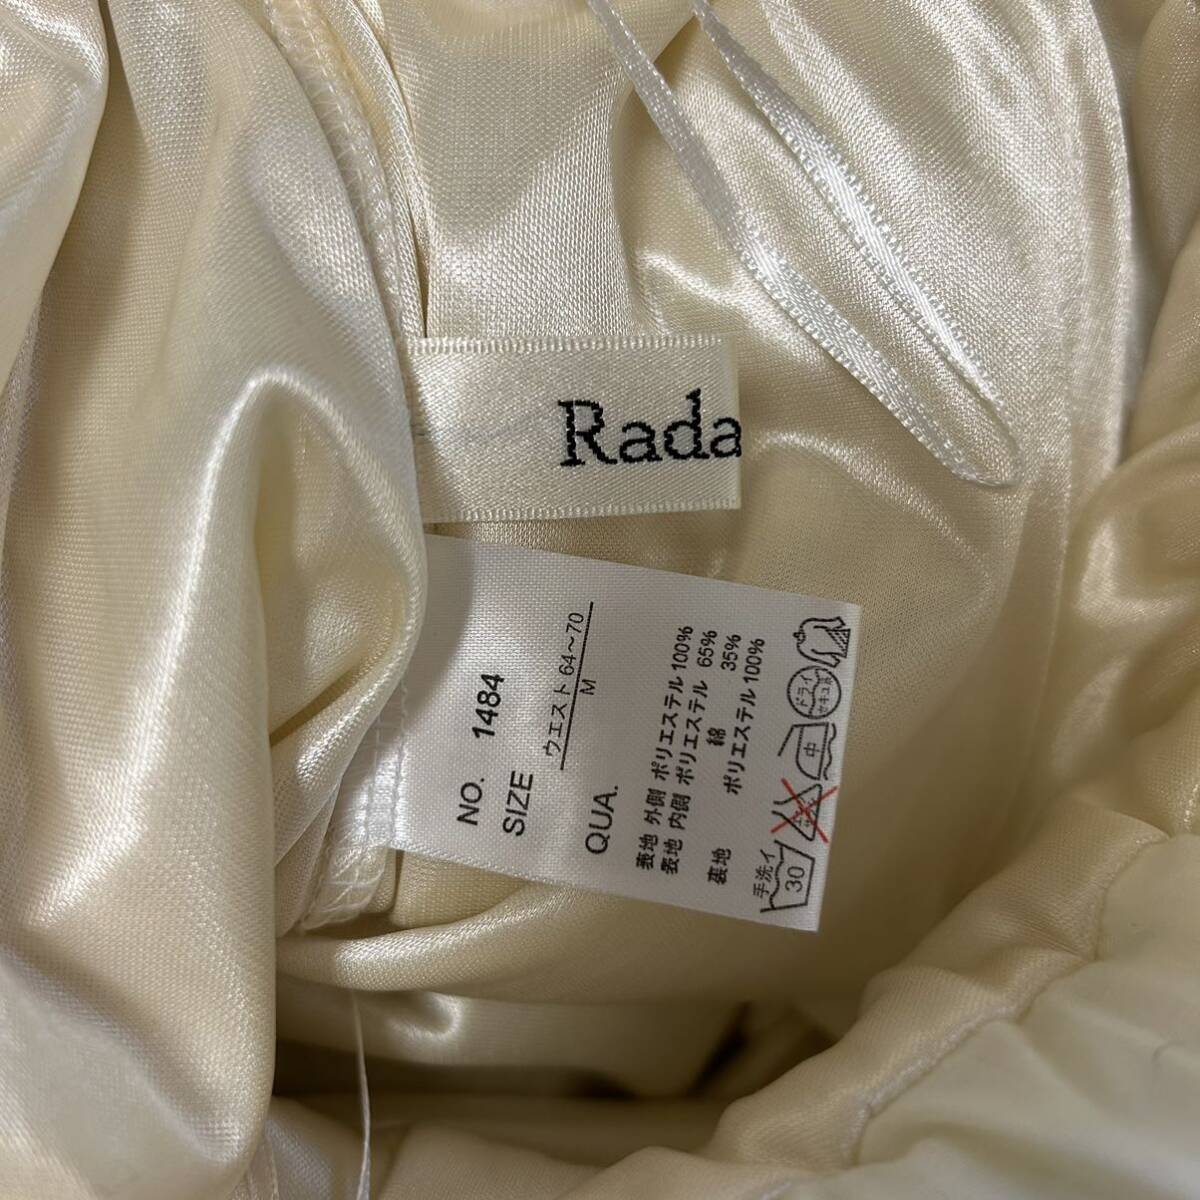 Rada
NO. 1484
SIZE
ウエスト 64～70
M
QUA.
表地 外側 ポリエステル 100%
表地 内側 ポリエステル 65%
綿 35%
裏地 ポリエステル 100%
手洗イ
30
中
ドライ
セキユ系